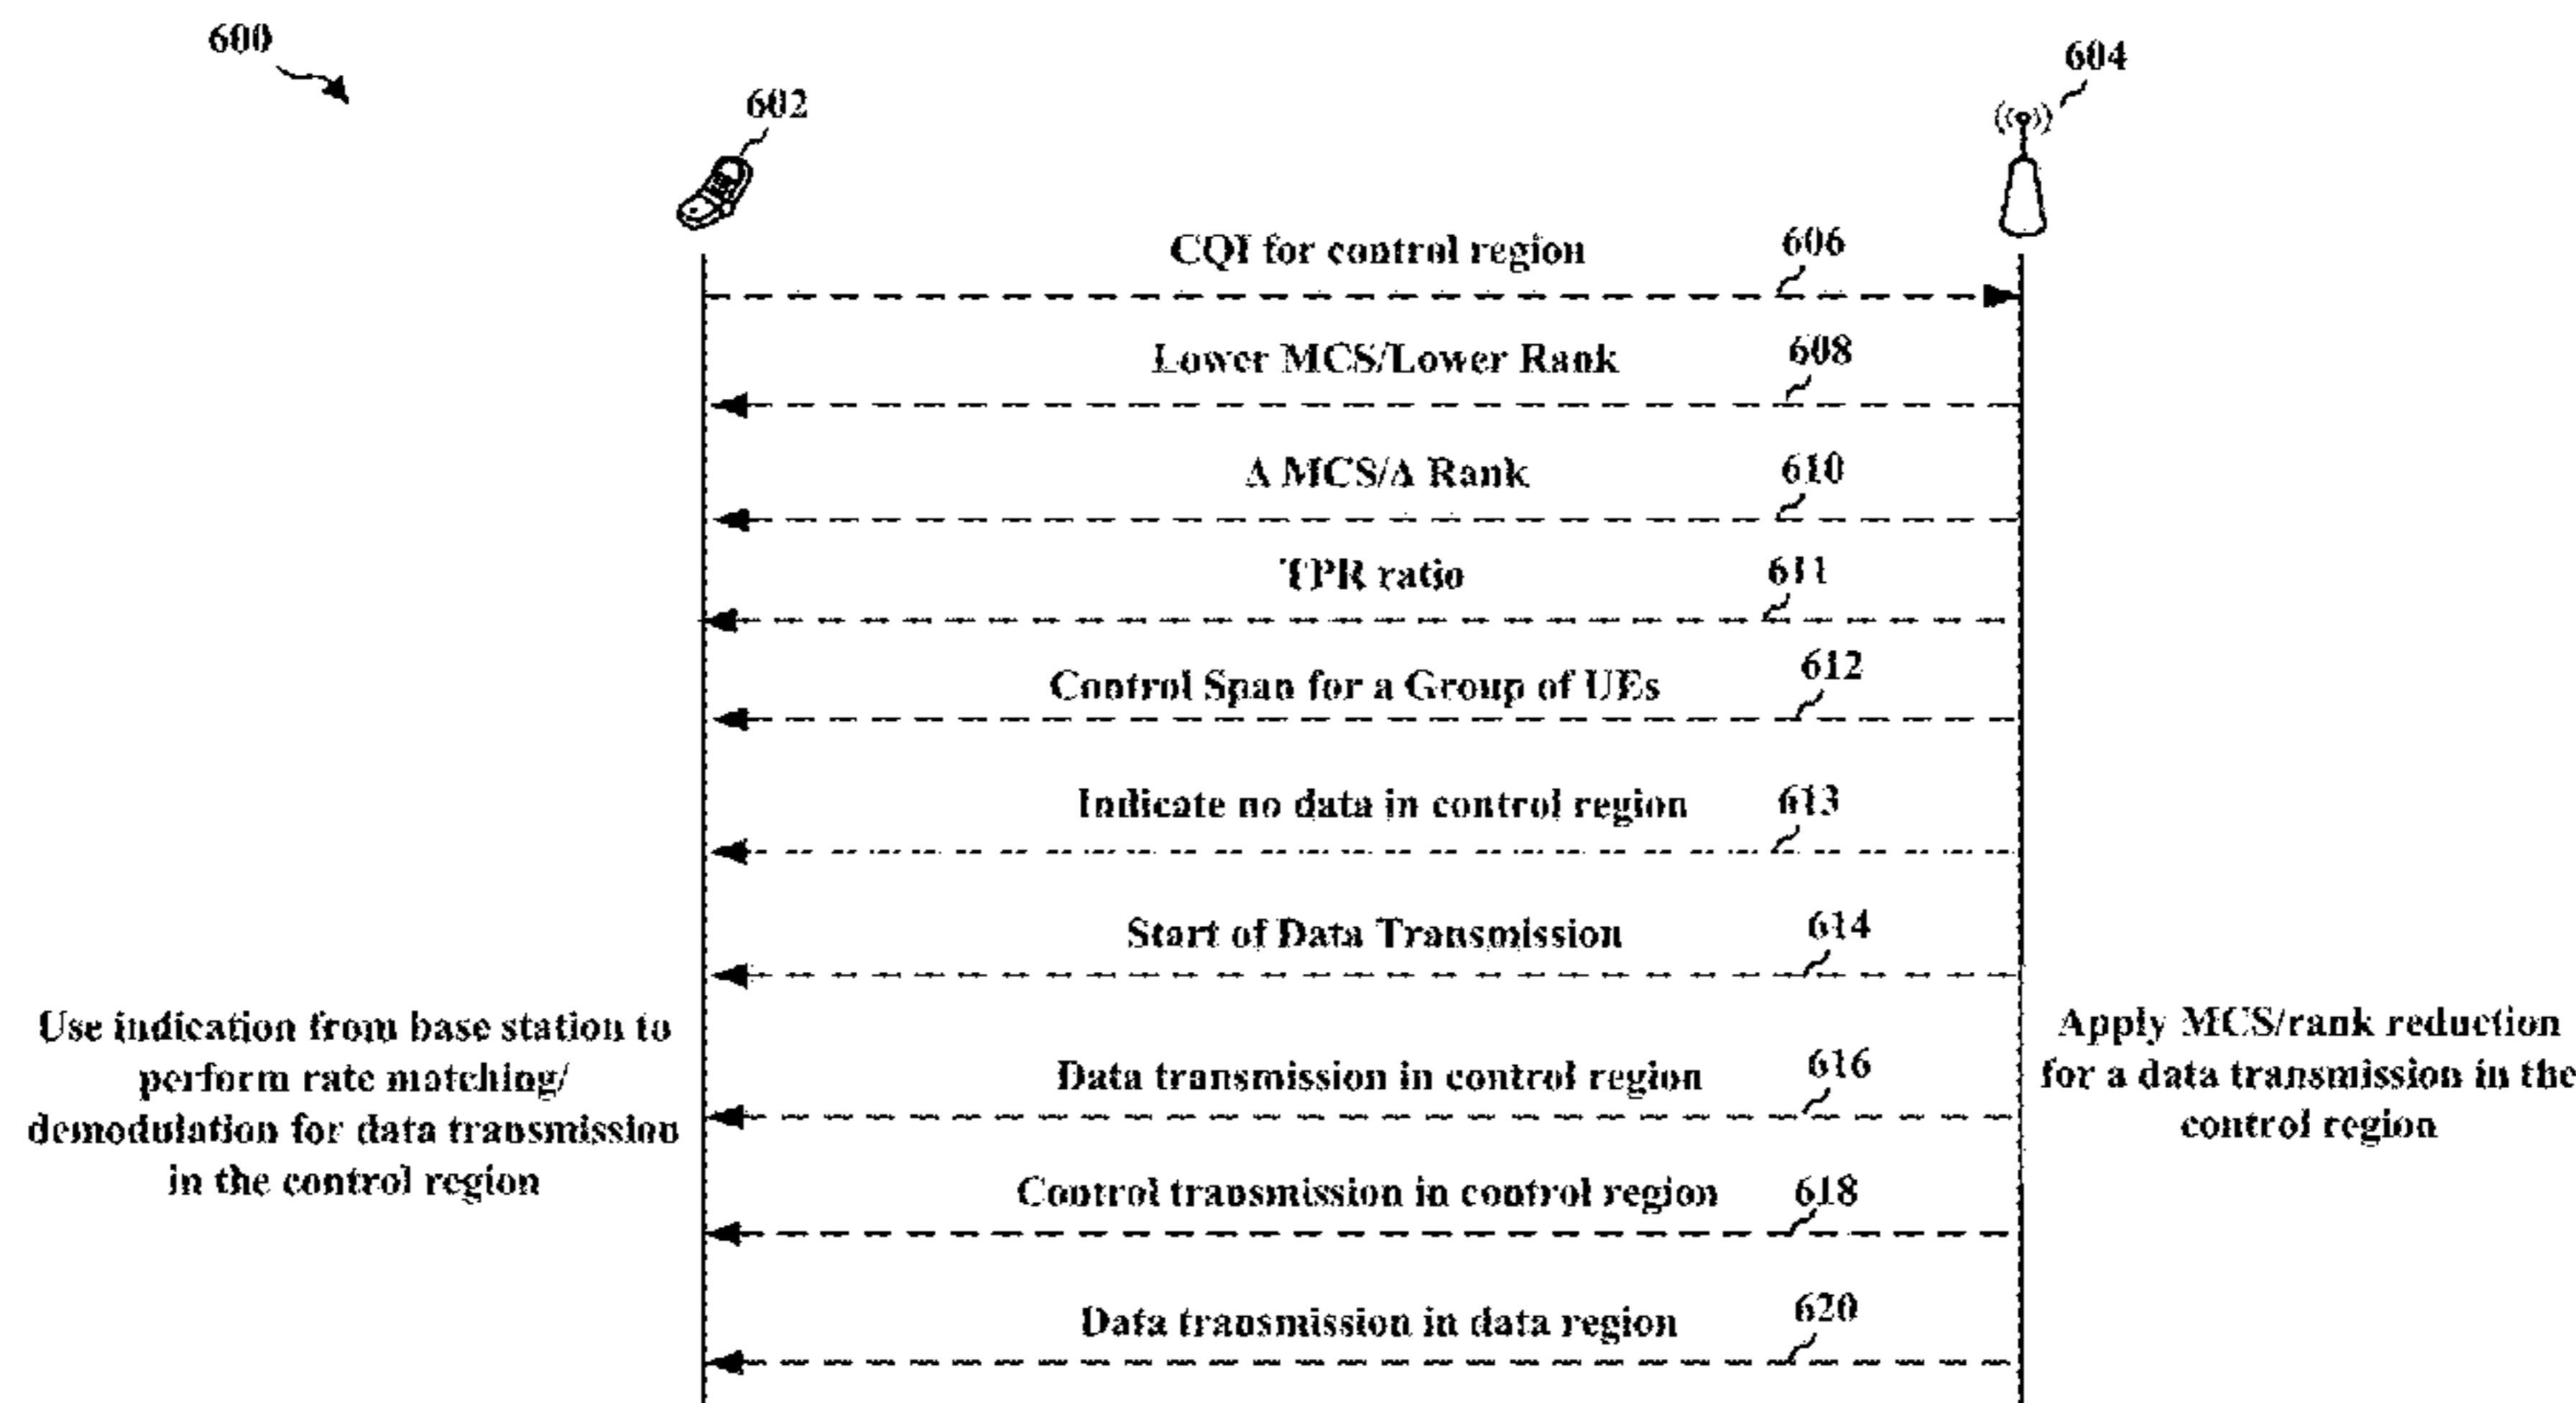 600
604
602
CQI for control region 606
Lower MCS/Lower Rank 608
Δ MCS/Δ Rank 610
TPR ratio 611
Control Span for a Group of UEs 612
Indicate no data in control region 613
Start of Data Transmission 614
Use indication from base station to
perform rate matching/
demodulation for data transmission
in the control region
Apply MCS/rank reduction
for a data transmission in the
control region
Data transmission in control region 616
Control transmission in control region 618
Data transmission in data region 620